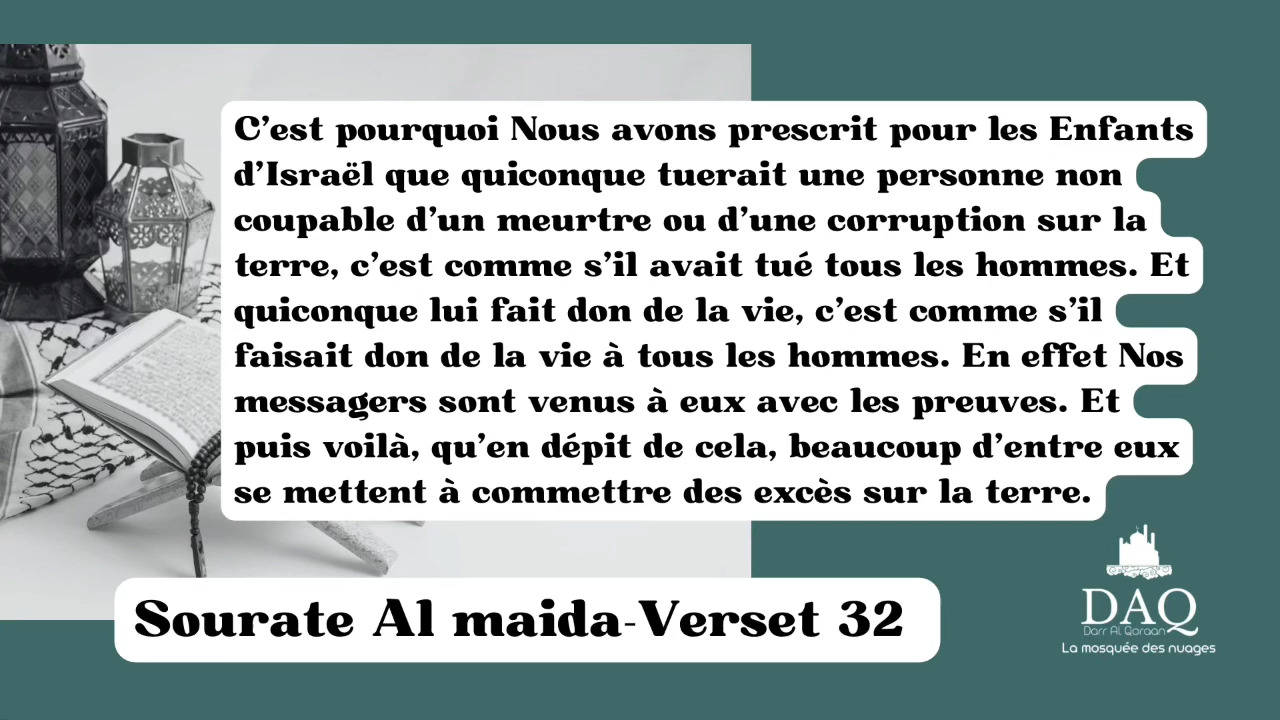 C'est pourquoi Nous avons prescrit pour les Enfants
d'Israël que quiconque tuerait une personne non
coupable d'un meurtre ou d'une corruption sur la
terre, c'est comme s'il avait tué tous les hommes. Et
quiconque lui fait don de la vie, c'est comme s'il
faisait don de la vie à tous les hommes. En effet Nos
messagers sont venus à eux avec les preuves. Et
puis voilà, qu'en dépit de cela, beaucoup d'entre eux
se mettent à commettre des excès sur la terre.
Sourate Al maida-Verset 32
DAQ
Darr Al Qoraan
La mosquée des nuages